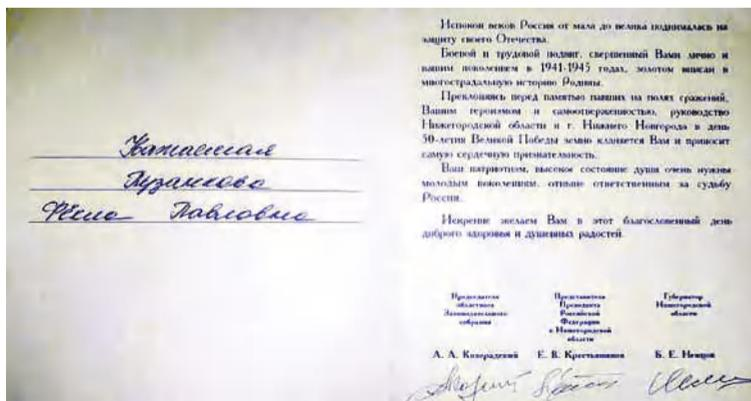 Уважаемая
Пузанкова
Фёкла Павловна
Испокон веков Россия от мала до велика поднималась на
защиту своего Отечества.
Боевой и трудовой подвиг, свершенный Вами лично и
вашим поколением в 1941-1945 годах, золотом вписан в
многострадальную историю Родины.
Преклоняясь перед памятью павших на полях сражений,
Вашим героизмом и самоотверженностью, руководство
Нижегородской области и г. Нижнего Новгорода в день
50-летия Великой Победы земно кланяется Вам и приносит
самую сердечную признательность.
Ваш патриотизм, высокое состояние души очень нужны
молодым поколениям, отныне ответственным за судьбу
России.
Искренне желаем Вам в этот благословенный день
доброго здоровья и душевных радостей.
Председатель
областного
Законодательного
собрания
А. А. Козерадский
Представитель
Президента
Российской
Федерации
в Нижегородской
области
Е. В. Крестьянинов
Губернатор
Нижегородской
области
Б. Е. Немцов